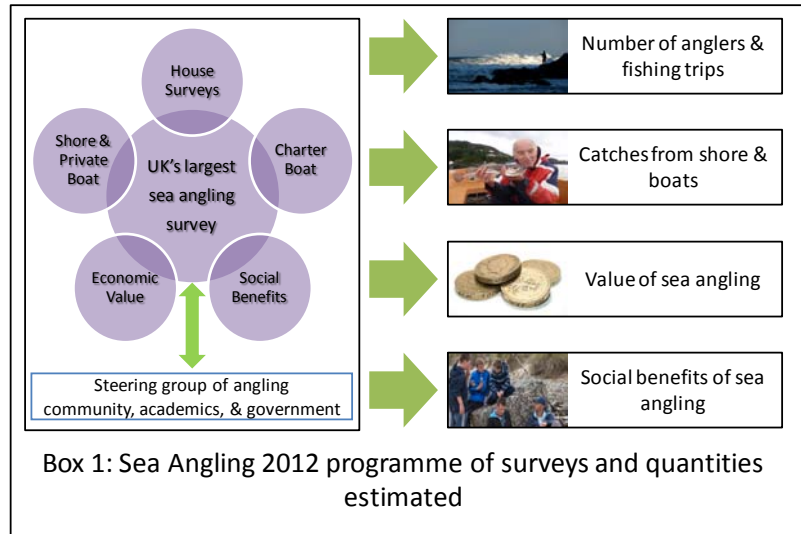 House
Surveys
Shore &
Private
Boat
UK's largest
sea angling
survey
Charter
Boat
Economic
Value
Social
Benefits
Steering group of angling
community, academics, & government
Number of anglers &
fishing trips
Catches from shore &
boats
Value of sea angling
Social benefits of sea
angling
Box 1: Sea Angling 2012 programme of surveys and quantities
estimated